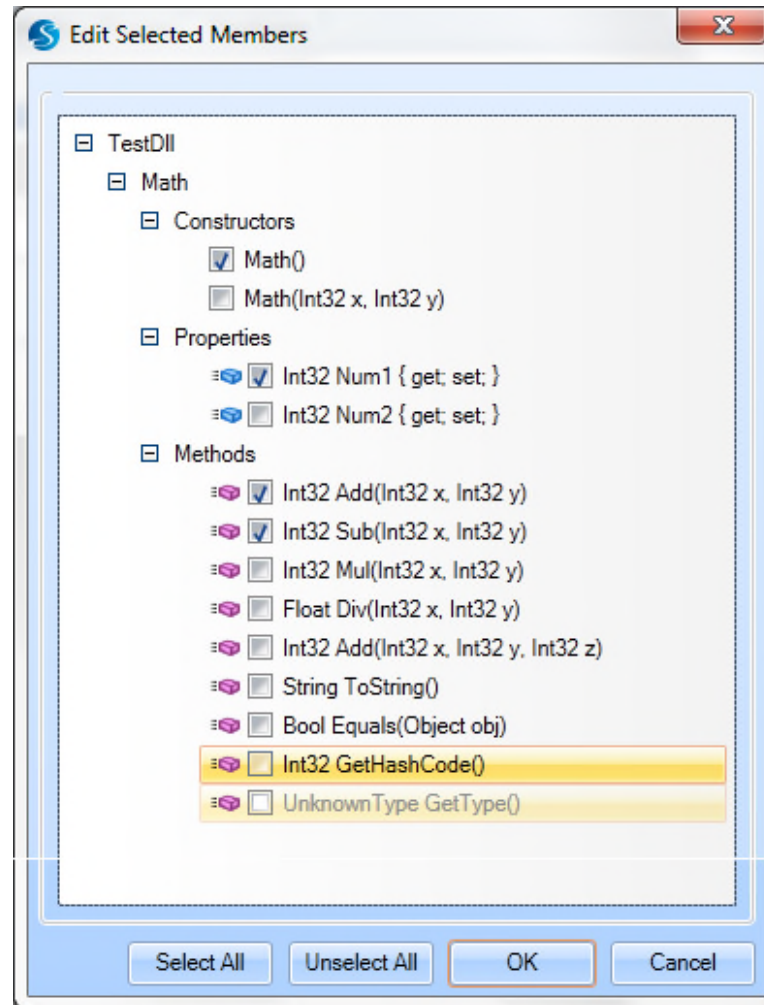 Edit Selected Members
TestDll
Math
Constructors
Math()
Math(Int32 x, Int32 y)
Properties
Int32 Num1 { get; set; }
Int32 Num2 { get; set; }
Methods
Int32 Add(Int32 x, Int32 y)
Int32 Sub(Int32 x, Int32 y)
Int32 Mul(Int32 x, Int32 y)
Float Div(Int32 x, Int32 y)
Int32 Add(Int32 x, Int32 y, Int32 z)
String ToString()
Bool Equals(Object obj)
Int32 GetHashCode()
UnknownType GetType()
Select All Unselect All OK Cancel